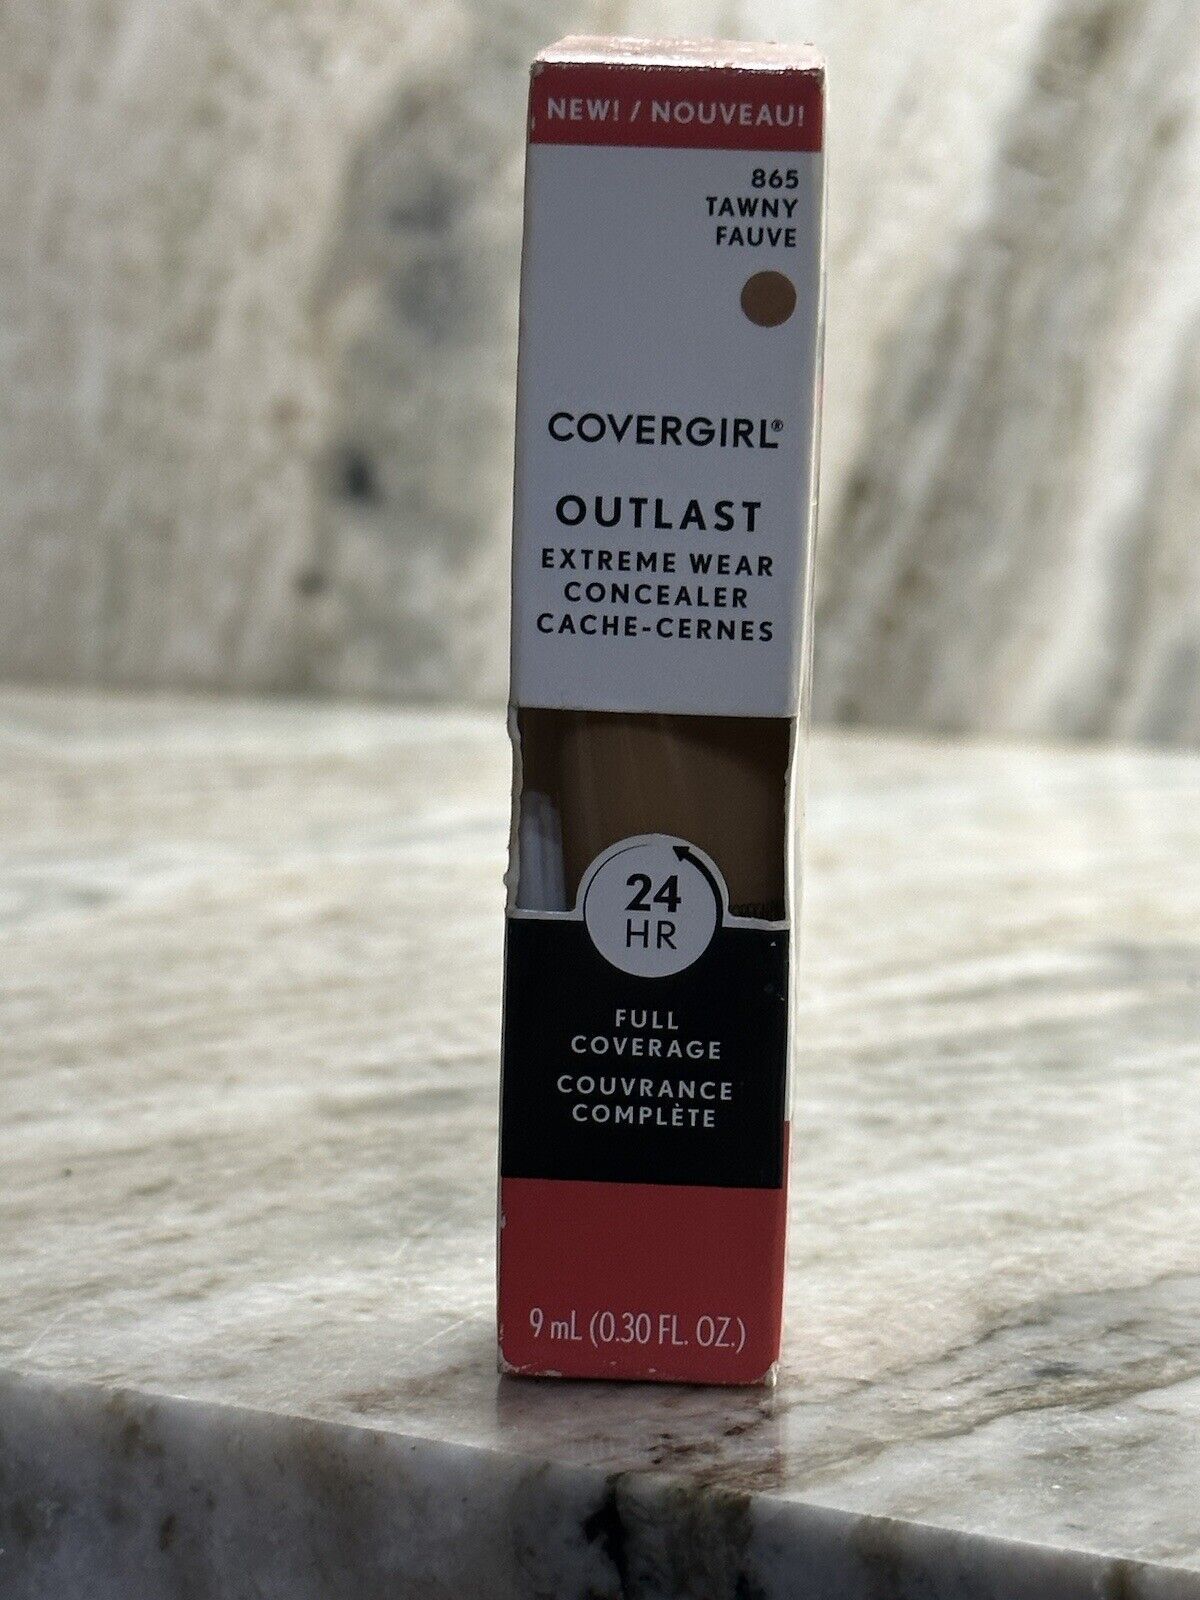 NEW! / NOUVEAU!
865
TAWNY
FAUVE
COVERGIRL®
OUTLAST
EXTREME WEAR
CONCEALER
CACHE-CERNES
24
HR
FULL
COVERAGE
COUVRANCE
COMPLÈTE
9 mL (0.30 FL. OZ.)